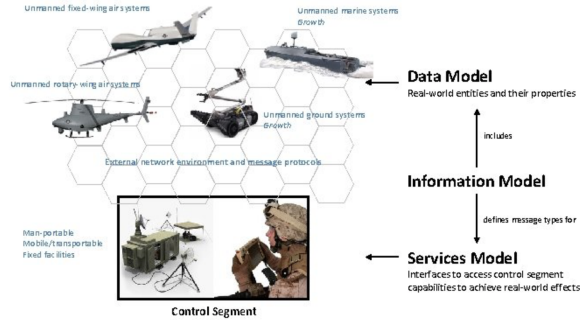 Unmanned fixed-wing air systems
Unmanned marine systems
Growth
Unmanned rotary-wing air systems
Unmanned ground systems
Growth
External network environment and message protocols
Man-portable
Mobile/transportable
Fixed facilities
Control Segment
Data Model
Real-world entities and their properties
includes
Information Model
defines message types for
Services Model
Interfaces to access control segment
capabilities to achieve real-world effects